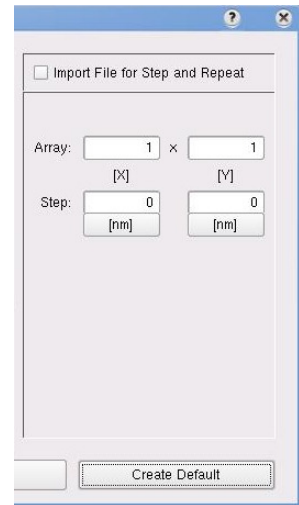 Import File for Step and Repeat
Array: 1 x 1
[X] [Y]
Step: 0 0
[nm] [nm]
Create Default